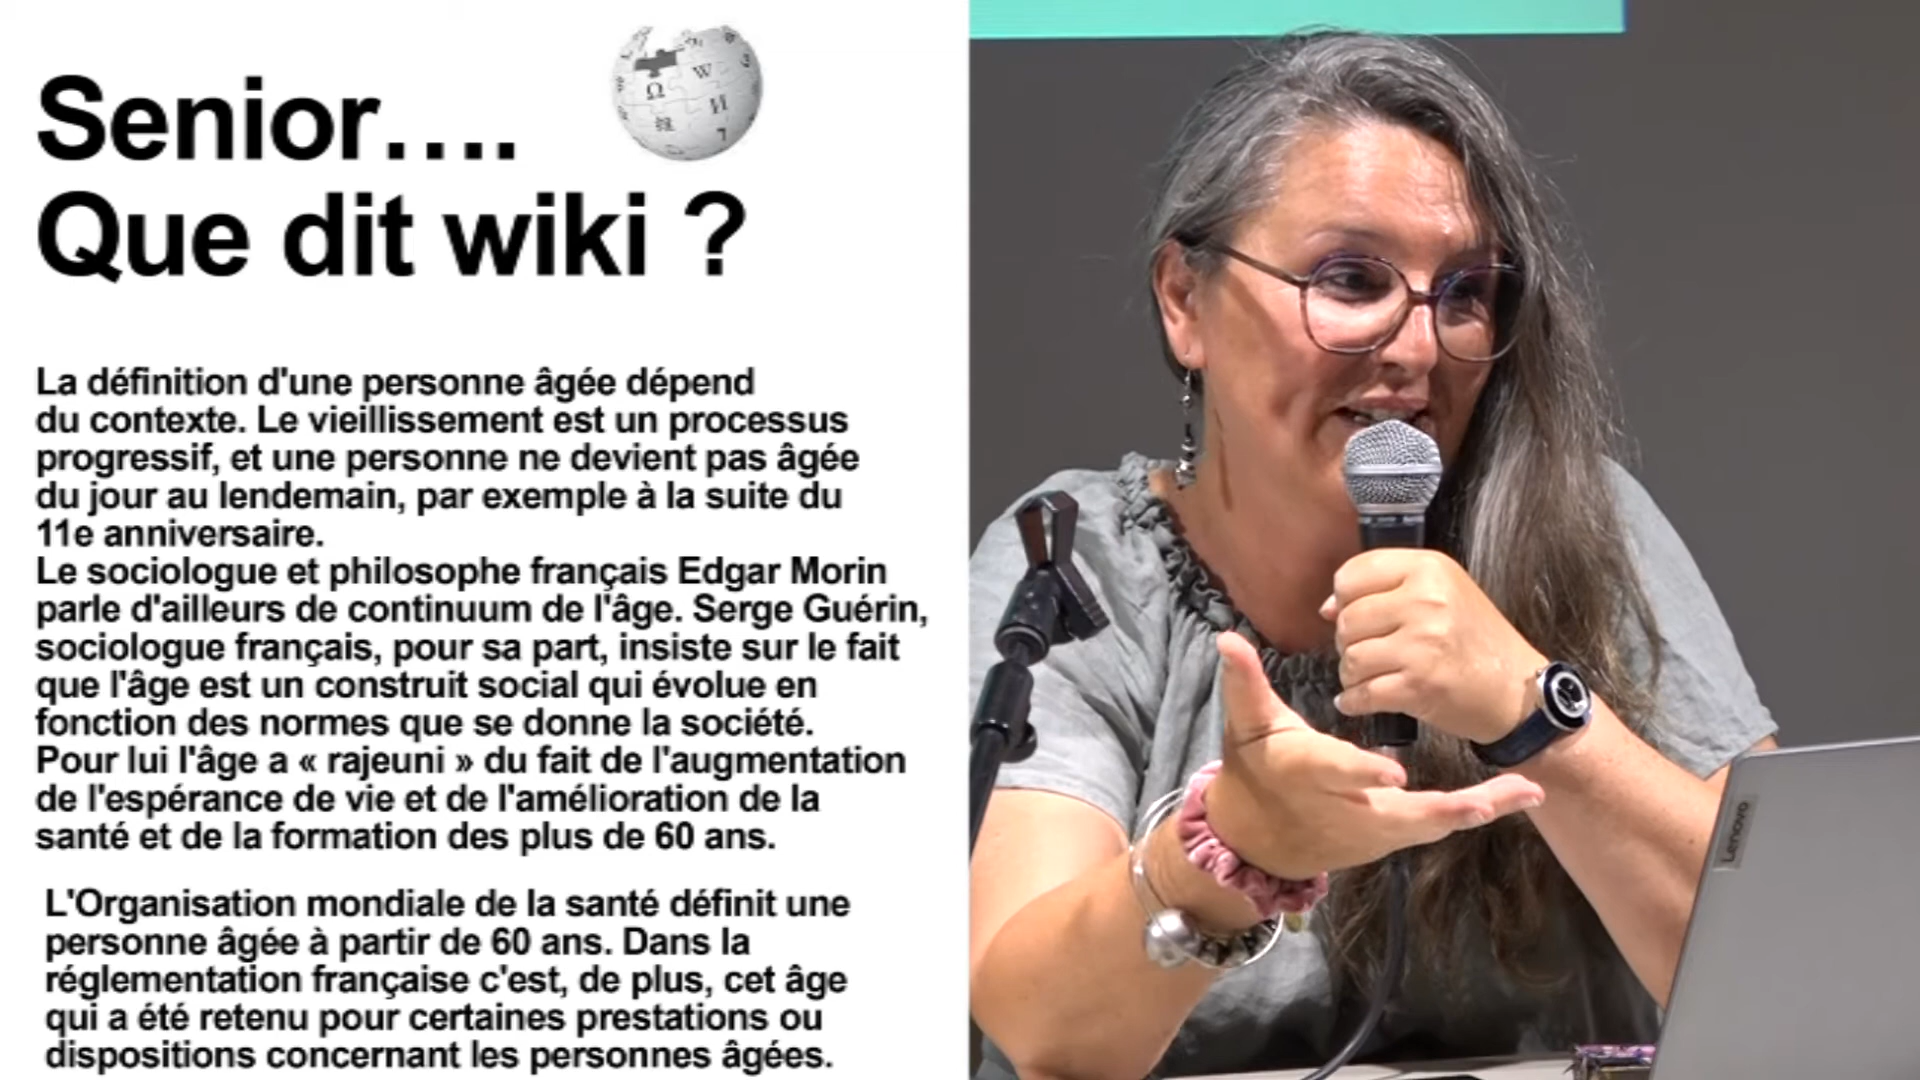 Senior….
Que dit wiki ?
La définition d'une personne âgée dépend
du contexte. Le vieillissement est un processus
progressif, et une personne ne devient pas âgée
du jour au lendemain, par exemple à la suite du
11e anniversaire.
Le sociologue et philosophe français Edgar Morin
parle d'ailleurs de continuum de l'âge. Serge Guérin,
sociologue français, pour sa part, insiste sur le fait
que l'âge est un construit social qui évolue en
fonction des normes que se donne la société.
Pour lui l'âge a « rajeuni » du fait de l'augmentation
de l'espérance de vie et de l'amélioration de la
santé et de la formation des plus de 60 ans.
L'Organisation mondiale de la santé définit une
personne âgée à partir de 60 ans. Dans la
réglementation française c'est, de plus, cet âge
qui a été retenu pour certaines prestations ou
dispositions concernant les personnes âgées.
Ω
W
И
7
Lenovo